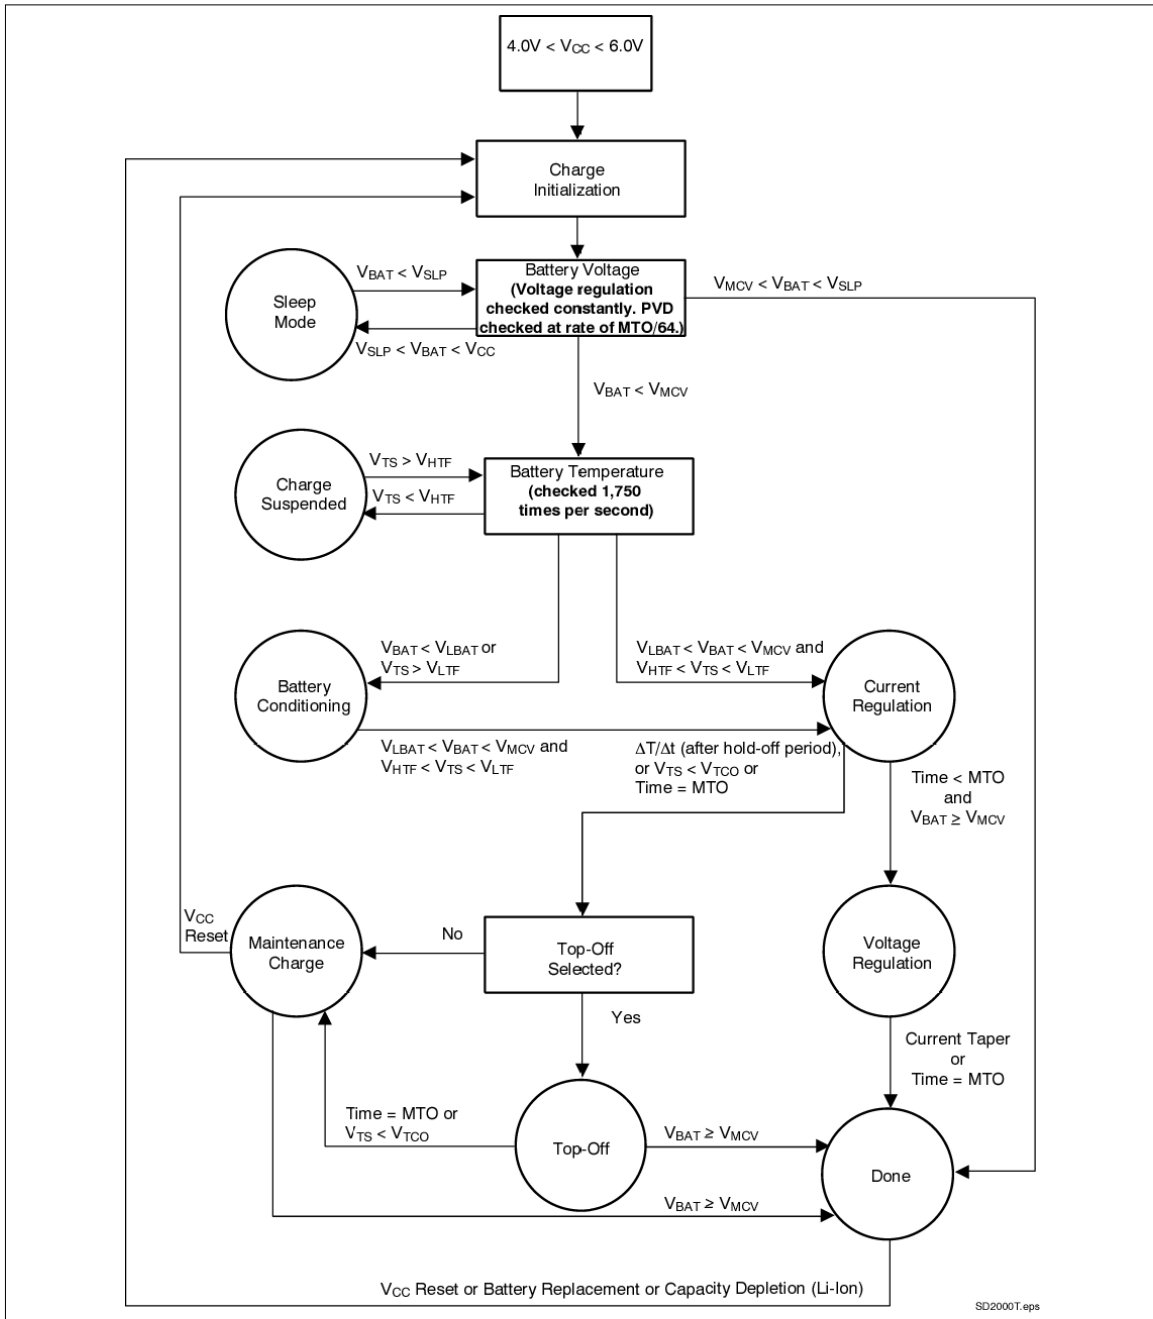 4.0V < VCC < 6.0V
Charge
Initialization
Battery Voltage
(Voltage regulation
checked constantly. PVD
checked at rate of MTO/64.)
VBAT < VSLP
Sleep
Mode
VSLP < VBAT < VCC
VMCV < VBAT < VSLP
VBAT < VMCV
Battery Temperature
(checked 1,750
times per second)
VTS > VHTF
Charge
Suspended
VTS < VHTF
VBAT < VLBAT or
VTS > VLTF
VLBAT < VBAT < VMCV and
VHTF < VTS < VLTF
Battery
Conditioning
Current
Regulation
VLBAT < VBAT < VMCV and
VHTF < VTS < VLTF
ΔT/Δt (after hold-off period),
or VTS < VTCO or
Time = MTO
Time < MTO
and
VBAT ≥ VMCV
VCC
Reset
Maintenance
Charge
No
Top-Off
Selected?
Voltage
Regulation
Yes
Current Taper
or
Time = MTO
Time = MTO or
VTS < VTCO
Top-Off
VBAT ≥ VMCV
Done
VBAT ≥ VMCV
VCC Reset or Battery Replacement or Capacity Depletion (Li-Ion)
SD2000T.eps